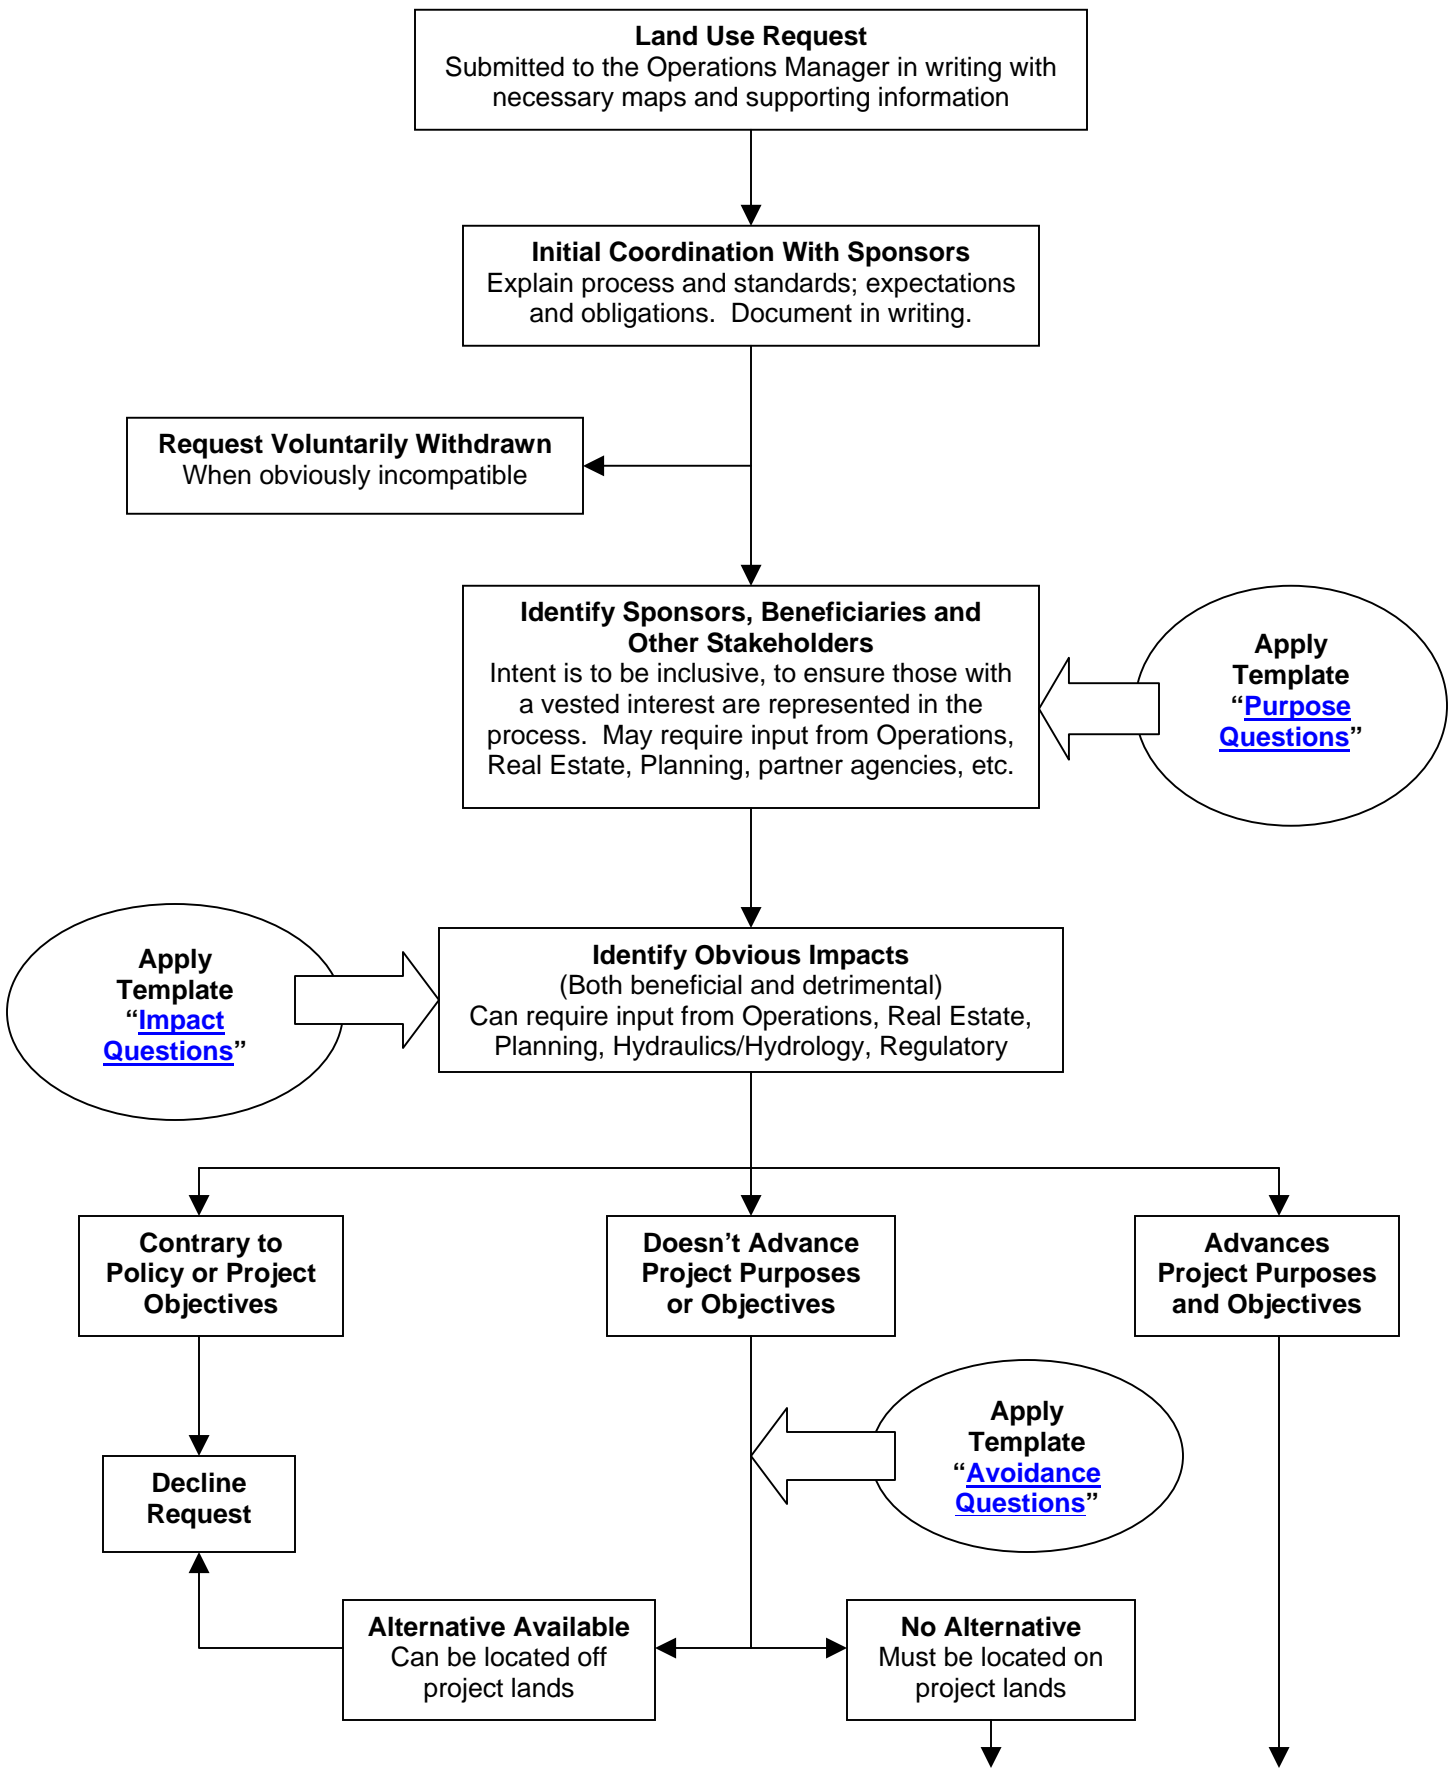 Land Use Request
Submitted to the Operations Manager in writing with
necessary maps and supporting information
Initial Coordination With Sponsors
Explain process and standards; expectations
and obligations.  Document in writing.
Request Voluntarily Withdrawn
When obviously incompatible
Identify Sponsors, Beneficiaries and
Other Stakeholders
Intent is to be inclusive, to ensure those with
a vested interest are represented in the
process.  May require input from Operations,
Real Estate, Planning, partner agencies, etc.
Apply
Template
“Purpose
Questions”
Apply
Template
“Impact
Questions”
Identify Obvious Impacts
(Both beneficial and detrimental)
Can require input from Operations, Real Estate,
Planning, Hydraulics/Hydrology, Regulatory
Contrary to
Policy or Project
Objectives
Doesn’t Advance
Project Purposes
or Objectives
Advances
Project Purposes
and Objectives
Apply
Template
“Avoidance
Questions”
Decline
Request
Alternative Available
Can be located off
project lands
No Alternative
Must be located on
project lands